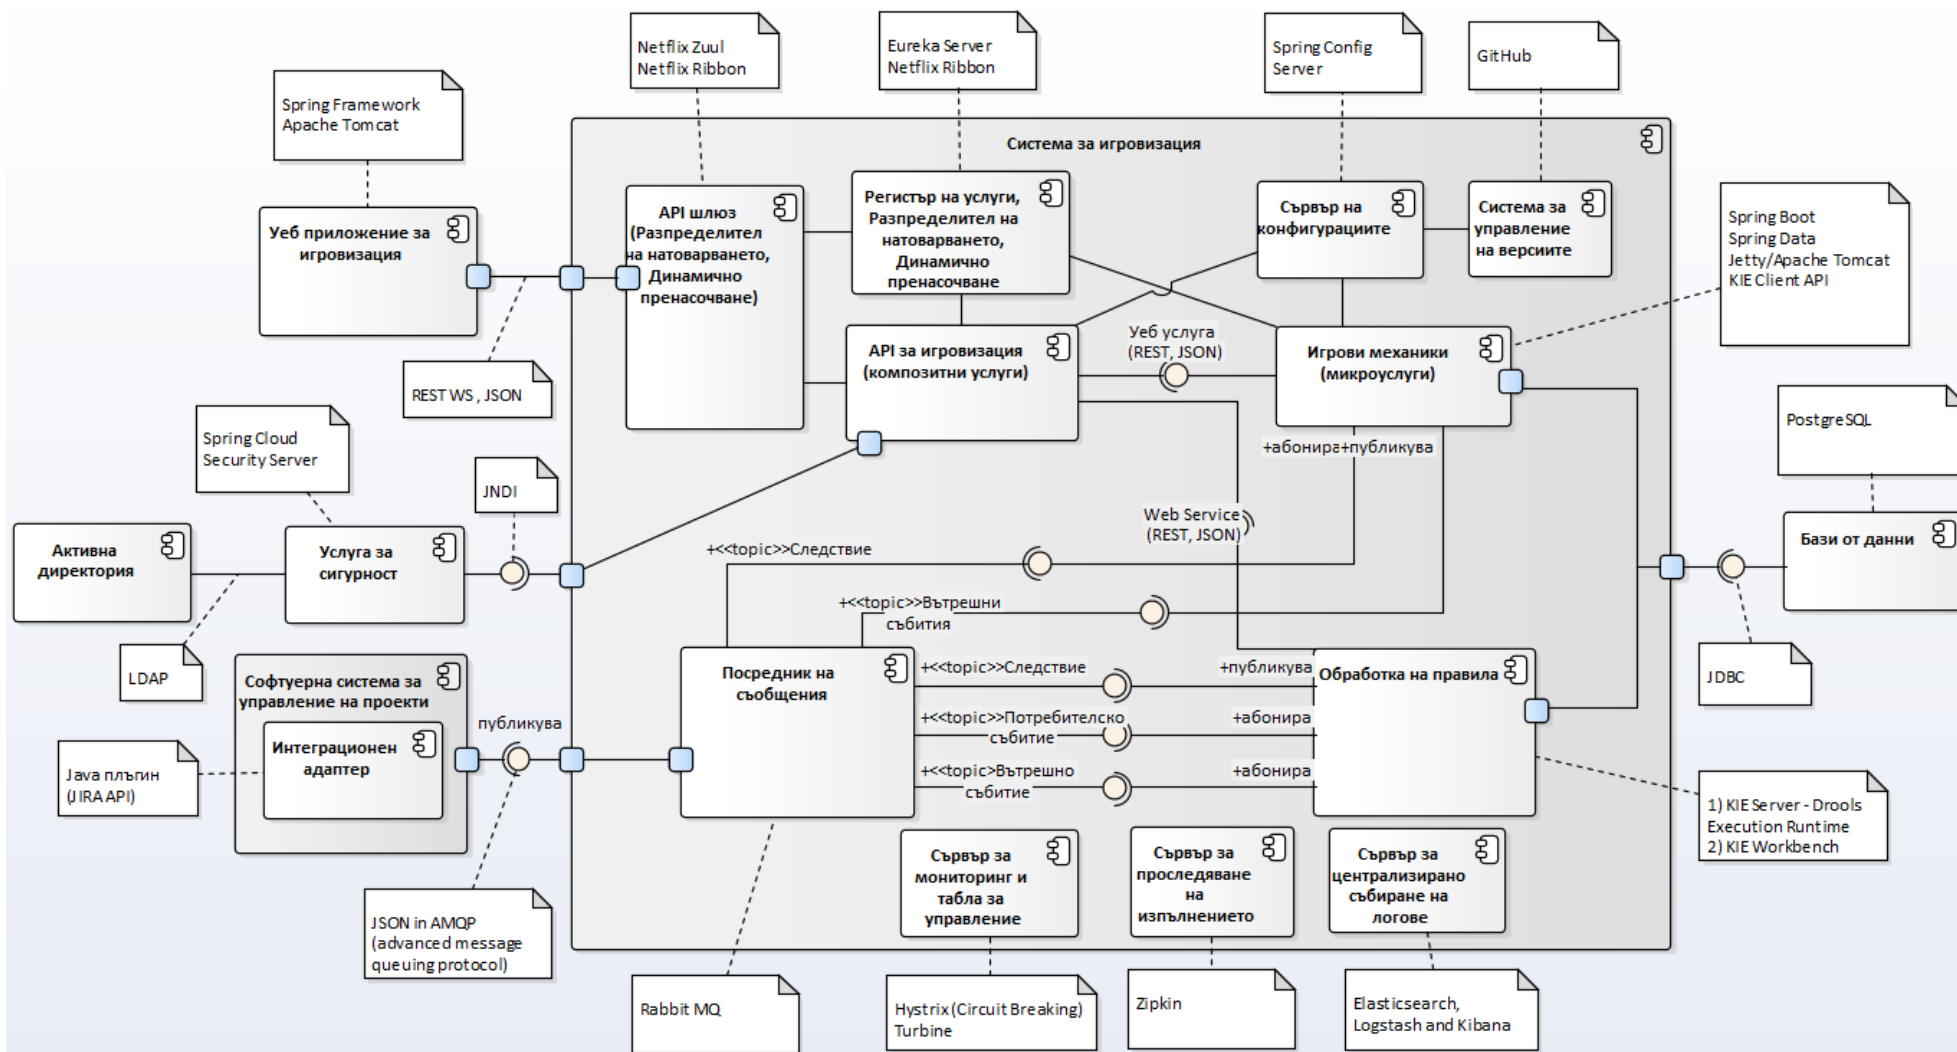 Netflix Zuul
Netflix Ribbon
Eureka Server
Netflix Ribbon
Spring Config
Server
GitHub
Spring Framework
Apache Tomcat
Система за игровизация
Уеб приложение за
игровизация
API шлюз
(Разпределител
на натоварването,
Динамично
пренасочване)
Регистър на услуги,
Разпределител на
натоварването,
Динамично
пренасочване
Сървър на
конфигурациите
Система за
управление
на версиите
Spring Boot
Spring Data
Jetty/Apache Tomcat
KIE Client API
REST WS , JSON
API за игровизация
(композитни услуги)
Уеб услуга
(REST, JSON)
Игрови механики
(микроуслуги)
PostgreSQL
Spring Cloud
Security Server
JNDI
+абонира+публикува
Web Service
(REST, JSON)
Активна
директория
Услуга за
сигурност
Бази от данни
+<<topic>>Следствие
+<<topic>>Вътрешни
събития
LDAP
JDBC
Софтуерна система за
управление на проекти
Интеграционен
адаптер
Java плъгин
(JIRA API)
публикува
Посредник на
съобщения
+<<topic>>Следствие
+публикува
+<<topic>>Потребителско
събитие
+абонира
+<<topic>Вътрешно
събитие
+абонира
Обработка на правила
1) KIE Server - Drools
Execution Runtime
2) KIE Workbench
JSON in AMQP
(advanced message
queuing protocol)
Сървър за
мониторинг и
табла за
управление
Сървър за
проследяване
на
изпълнението
Сървър за
централизирано
събиране на
логове
Rabbit MQ
Hystrix (Circuit Breaking)
Turbine
Zipkin
Elasticsearch,
Logstash and Kibana